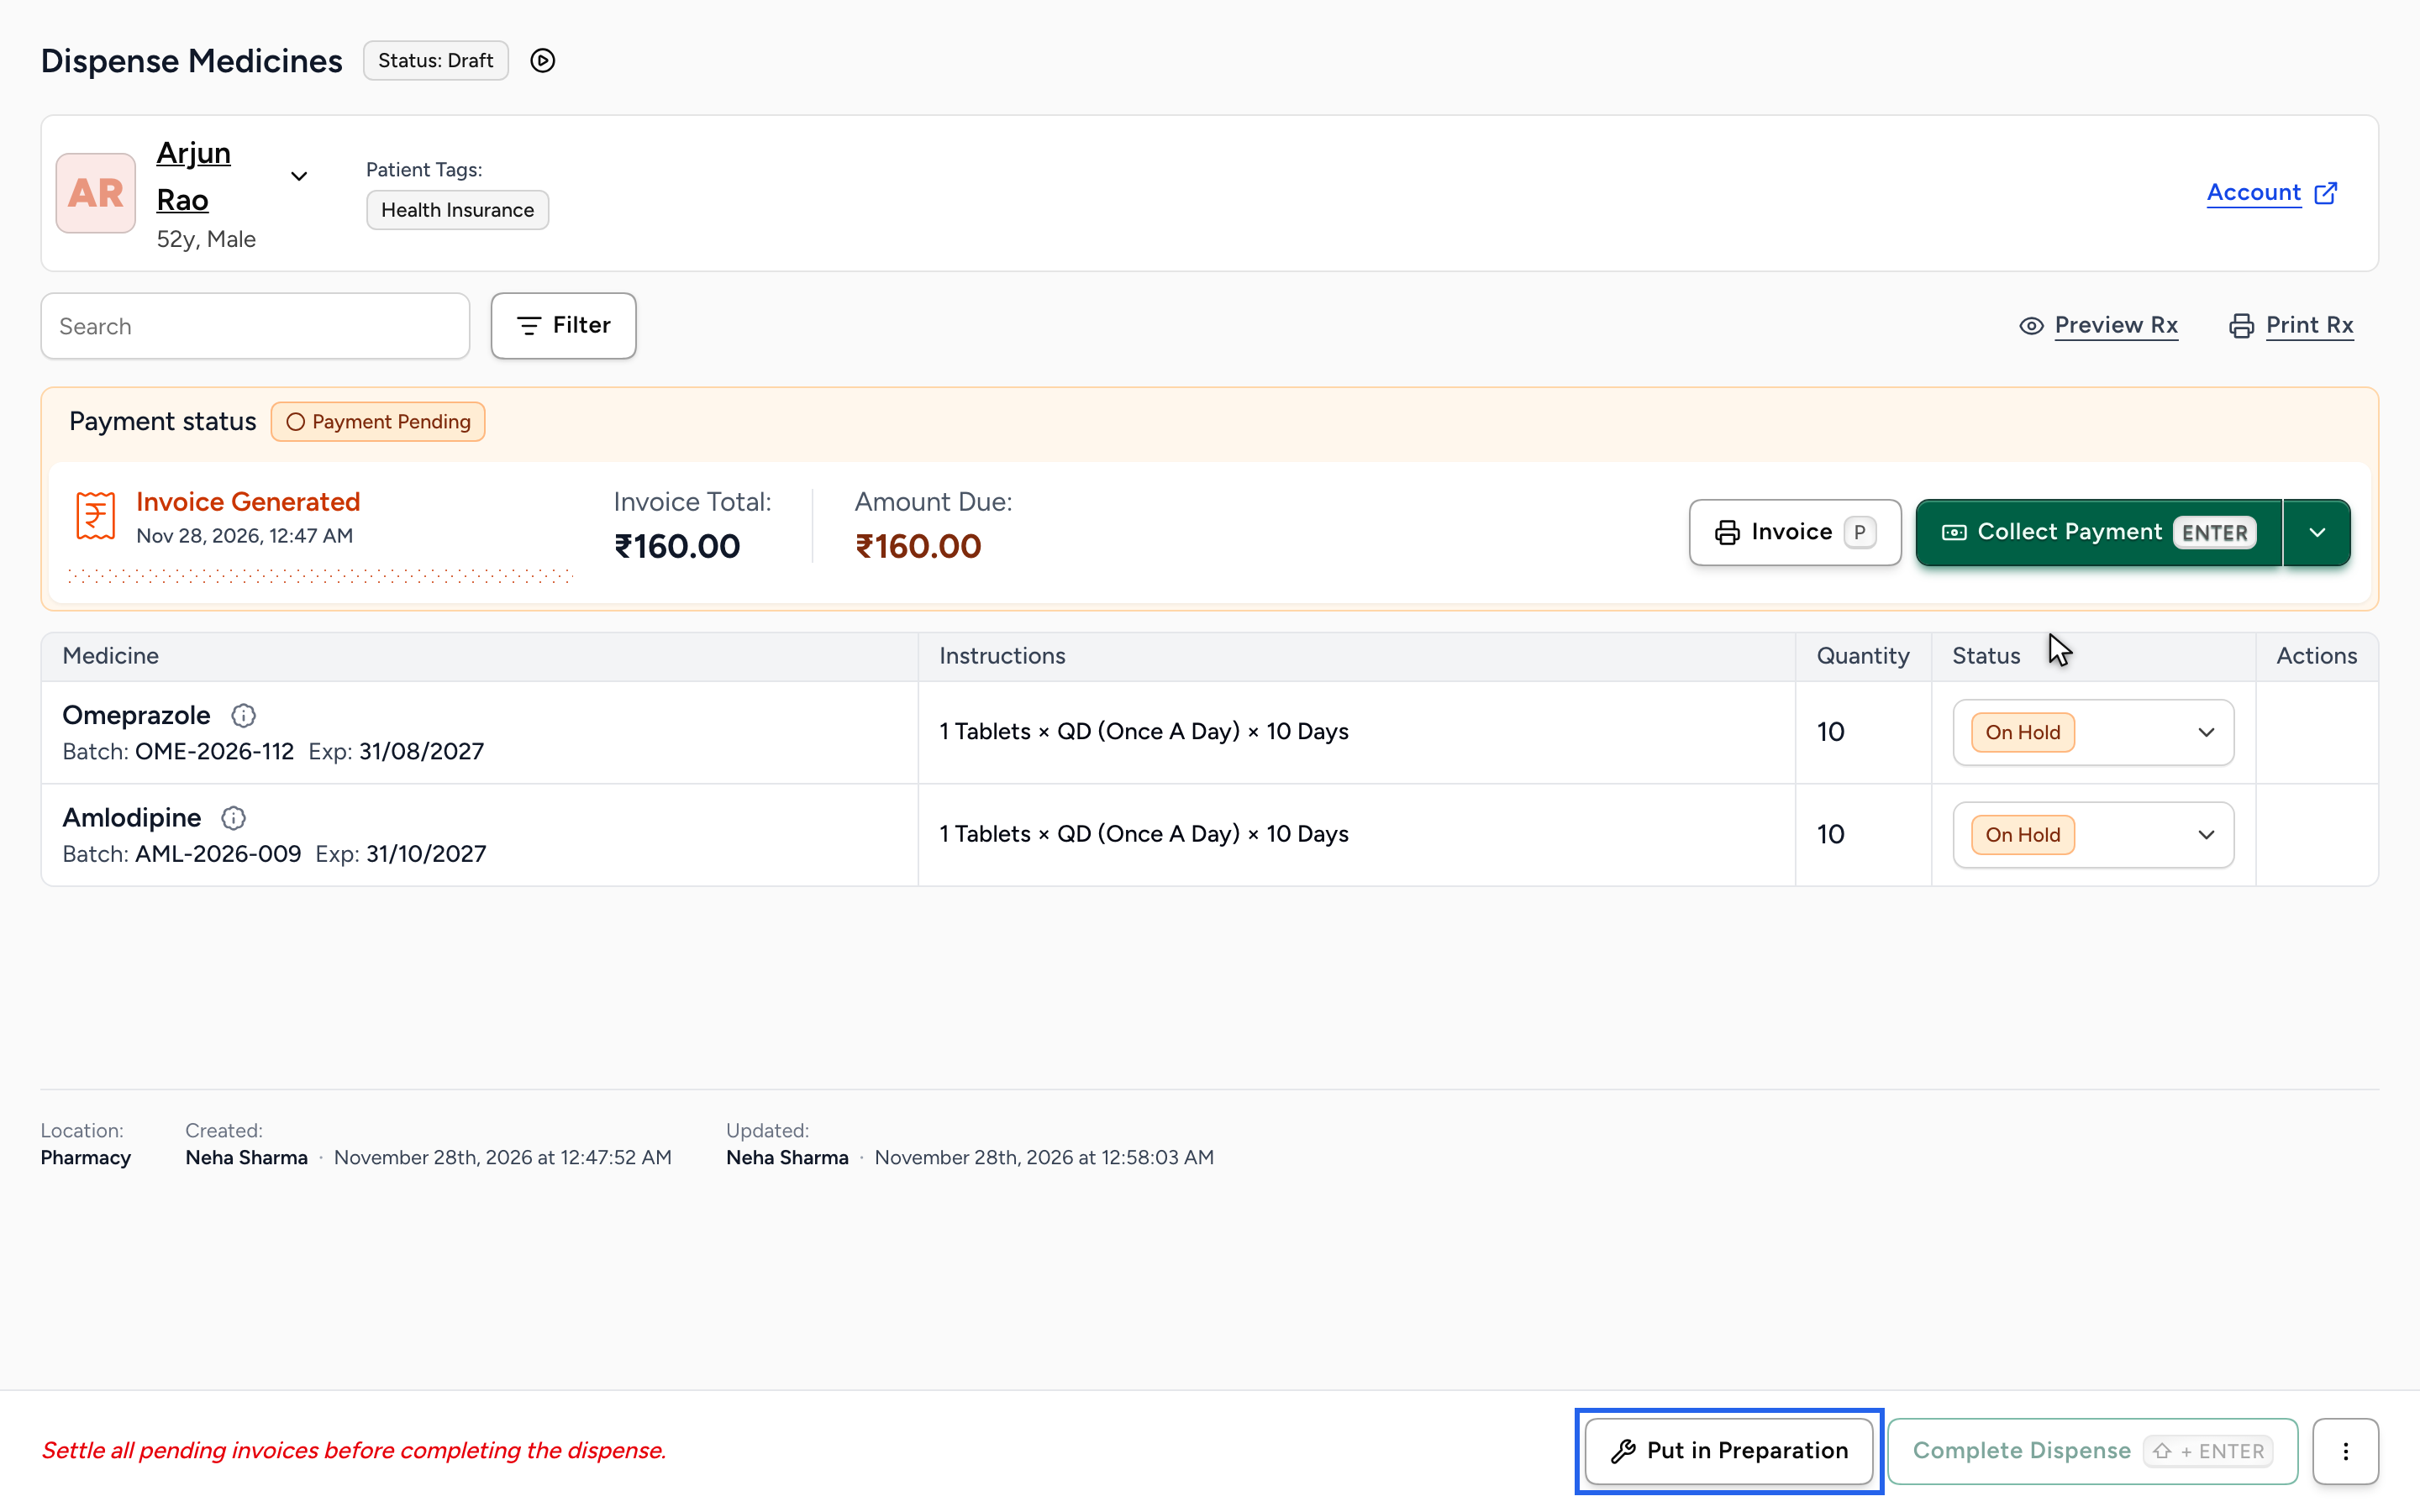 Dispense Medicines Status: Draft
AR
Arjun
Rao
52y, Male
Patient Tags:
Health Insurance
Account
Search
Filter
Preview Rx
Print Rx
Payment status Payment Pending
Invoice Generated
Nov 28, 2026, 12:47 AM
Invoice Total:
₹160.00
Amount Due:
₹160.00
Invoice P
Collect Payment ENTER
Medicine Instructions Quantity Status Actions
Omeprazole
Batch: OME-2026-112 Exp: 31/08/2027
1 Tablets × QD (Once A Day) × 10 Days
10
On Hold
Amlodipine
Batch: AML-2026-009 Exp: 31/10/2027
1 Tablets × QD (Once A Day) × 10 Days
10
On Hold
Location:
Pharmacy
Created:
Neha Sharma · November 28th, 2026 at 12:47:52 AM
Updated:
Neha Sharma · November 28th, 2026 at 12:58:03 AM
Settle all pending invoices before completing the dispense.
Put in Preparation
Complete Dispense ⇧ + ENTER